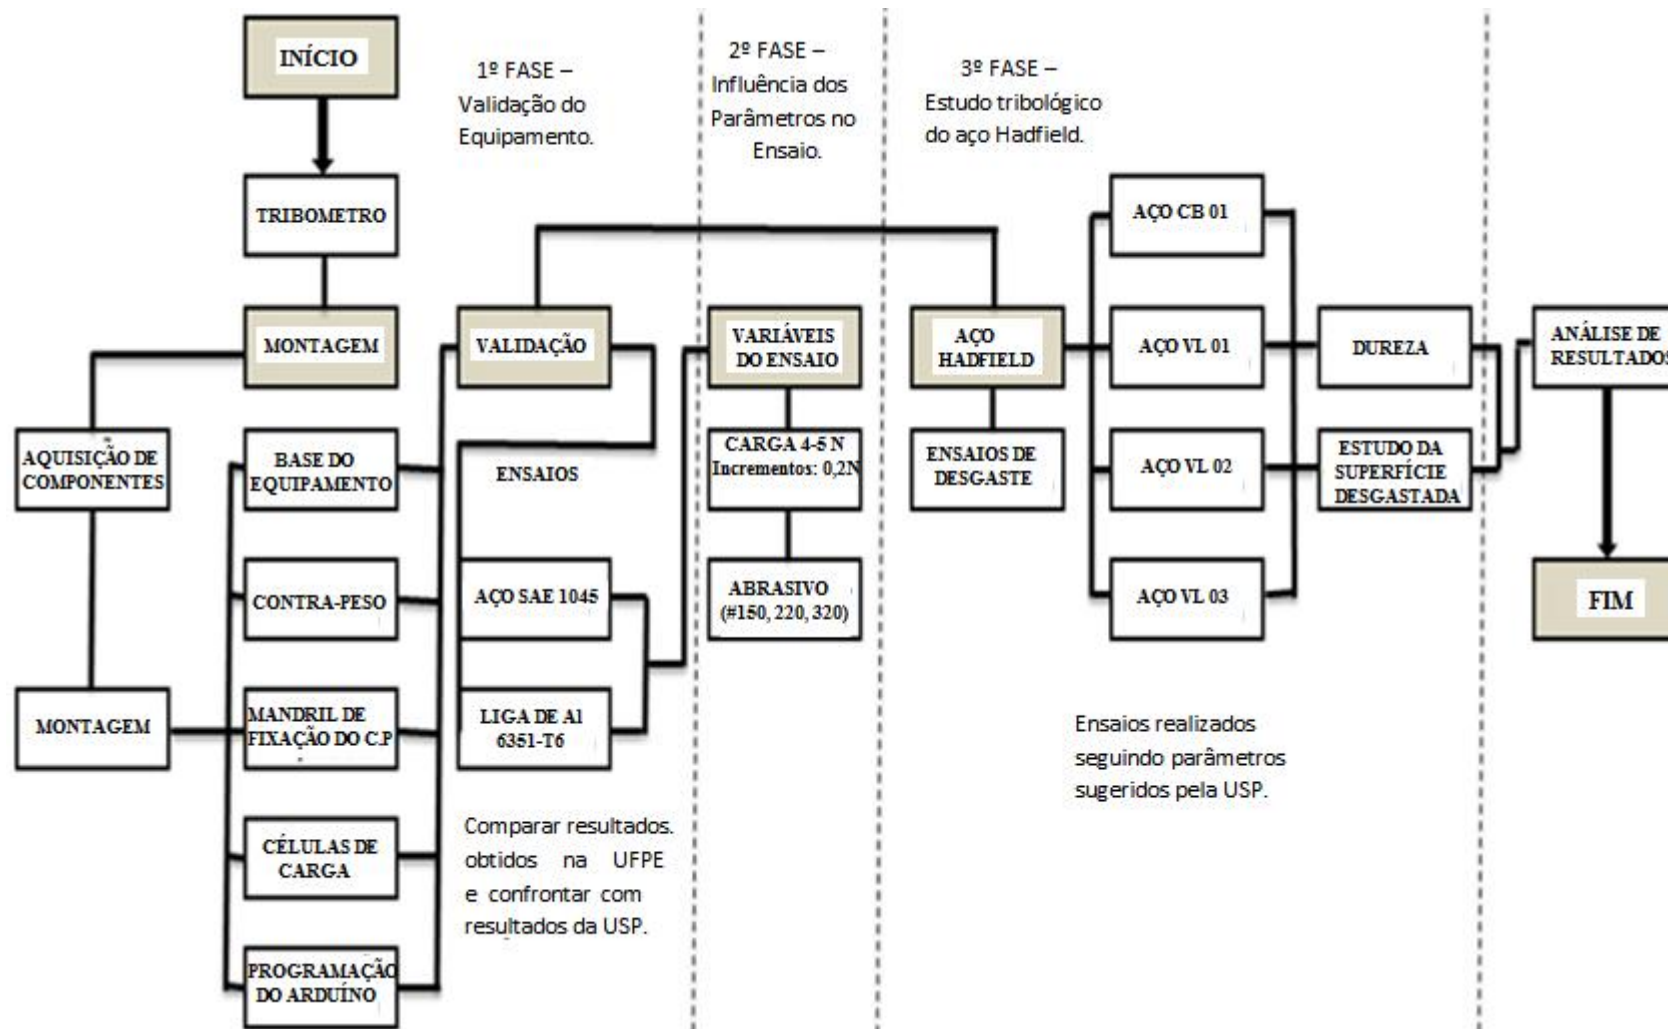 INÍCIO
1º FASE –
Validação do
Equipamento.
2º FASE –
Influência dos
Parâmetros no
Ensaio.
3º FASE –
Estudo tribológico
do aço Hadfield.
TRIBOMETRO
AÇO CB 01
MONTAGEM
VALIDAÇÃO
VARIÁVEIS
DO ENSAIO
AÇO
HADFIELD
AÇO VL 01
DUREZA
ANÁLISE DE
RESULTADOS
AQUISIÇÃO DE
COMPONENTES
BASE DO
EQUIPAMENTO
ENSAIOS
CARGA 4-5 N
Incrementos: 0,2N
ENSAIOS DE
DESGASTE
AÇO VL 02
ESTUDO DA
SUPERFÍCIE
DESGASTADA
CONTRA-PESO
AÇO SAE 1045
ABRASIVO
(#150, 220, 320)
AÇO VL 03
FIM
MONTAGEM
MANDRIL DE
FIXAÇÃO DO C.P
LIGA DE Al
6351-T6
Ensaios realizados
seguindo parâmetros
sugeridos pela USP.
CÉLULAS DE
CARGA
Comparar resultados.
obtidos na UFPE
e confrontar com
resultados da USP.
PROGRAMAÇÃO
DO ARDUÍNO